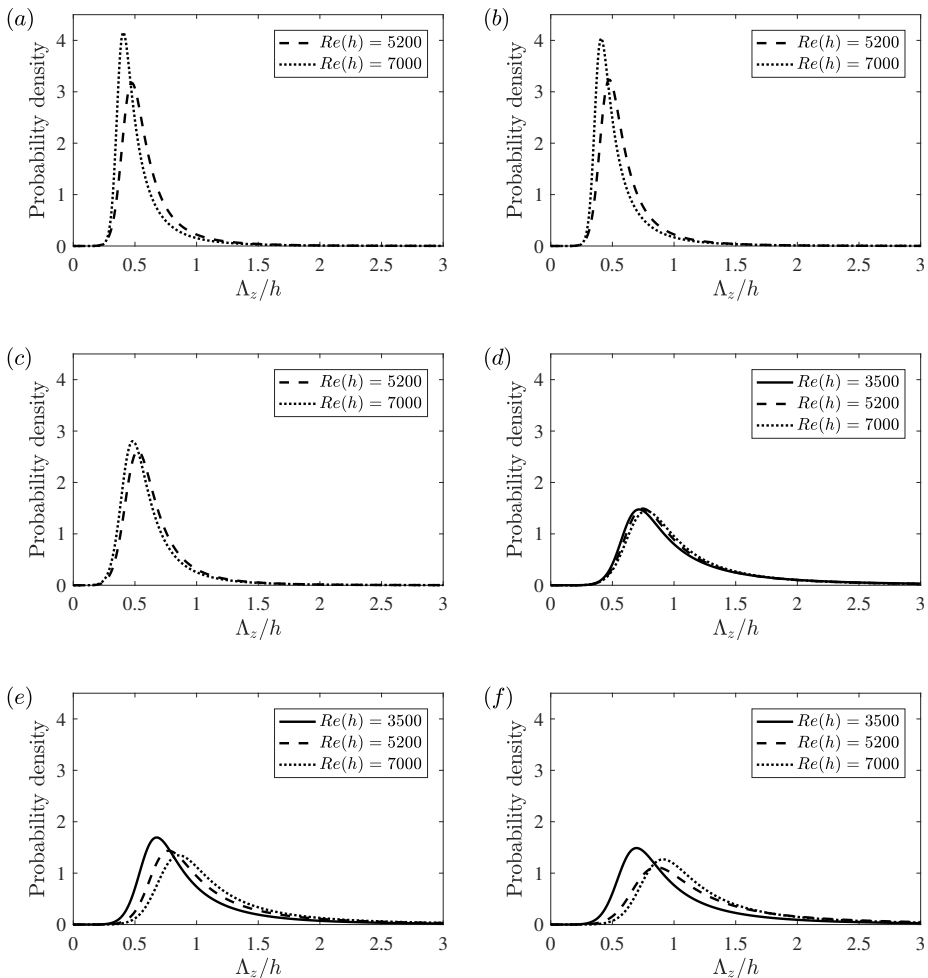 (a)
Probability density
4
3
2
1
0
0 0.5 1 1.5 2 2.5 3
Λz/h
Re(h) = 5200
Re(h) = 7000
(b)
Probability density
4
3
2
1
0
0 0.5 1 1.5 2 2.5 3
Λz/h
Re(h) = 5200
Re(h) = 7000
(c)
Probability density
4
3
2
1
0
0 0.5 1 1.5 2 2.5 3
Λz/h
Re(h) = 5200
Re(h) = 7000
(d)
Probability density
4
3
2
1
0
0 0.5 1 1.5 2 2.5 3
Λz/h
Re(h) = 3500
Re(h) = 5200
Re(h) = 7000
(e)
Probability density
4
3
2
1
0
0 0.5 1 1.5 2 2.5 3
Λz/h
Re(h) = 3500
Re(h) = 5200
Re(h) = 7000
(f)
Probability density
4
3
2
1
0
0 0.5 1 1.5 2 2.5 3
Λz/h
Re(h) = 3500
Re(h) = 5200
Re(h) = 7000